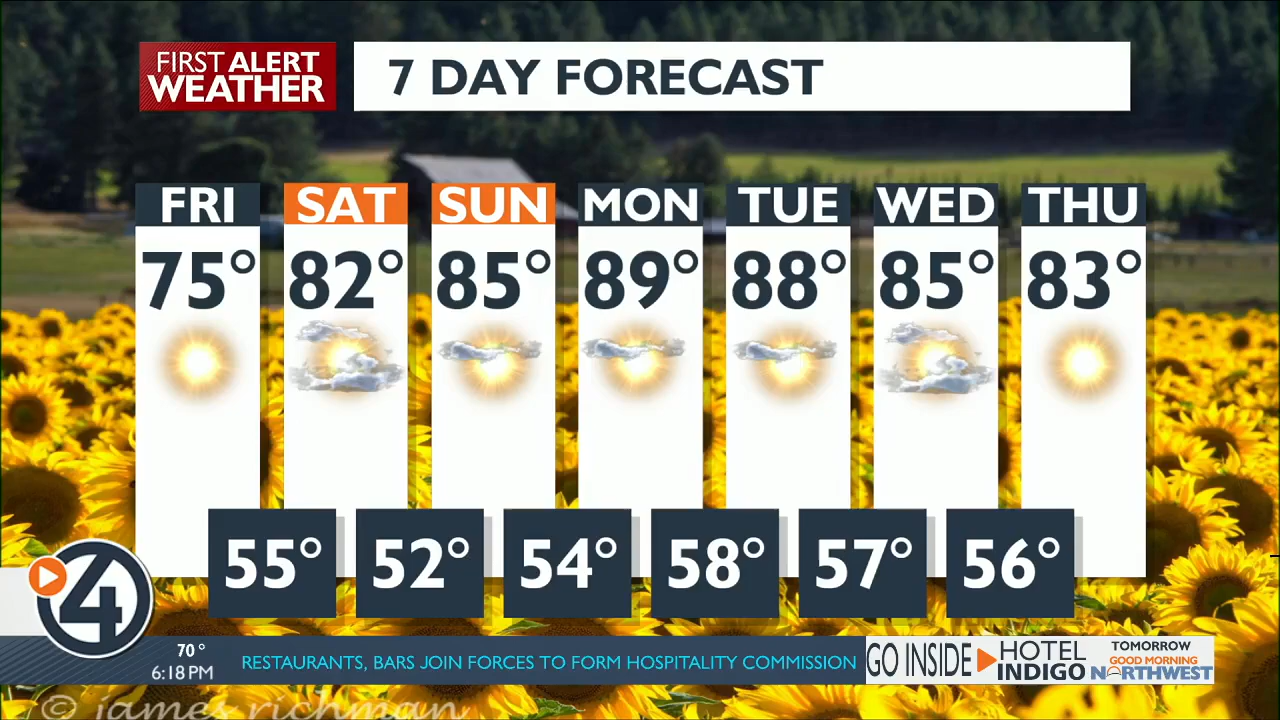 FIRST ALERT
WEATHER
7 DAY FORECAST
FRI SAT SUN MON TUE WED THU
75° 82° 85° 89° 88° 85° 83°
55° 52° 54° 58° 57° 56°
4
70°
6:18 PM
RESTAURANTS, BARS JOIN FORCES TO FORM HOSPITALITY COMMISSION
GO INSIDE
HOTEL
INDIGO
TOMORROW
GOOD MORNING
NORTHWEST
© james richman